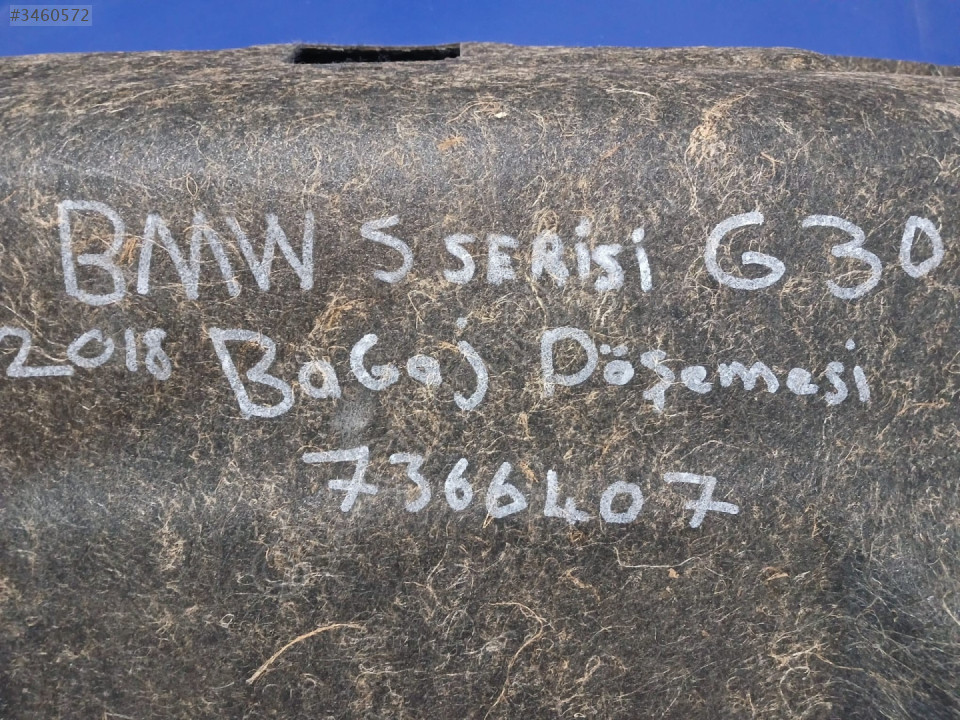 #3460572
BMW 5 SERiSi G30
2018 BaGaj Döşemesi
7366407